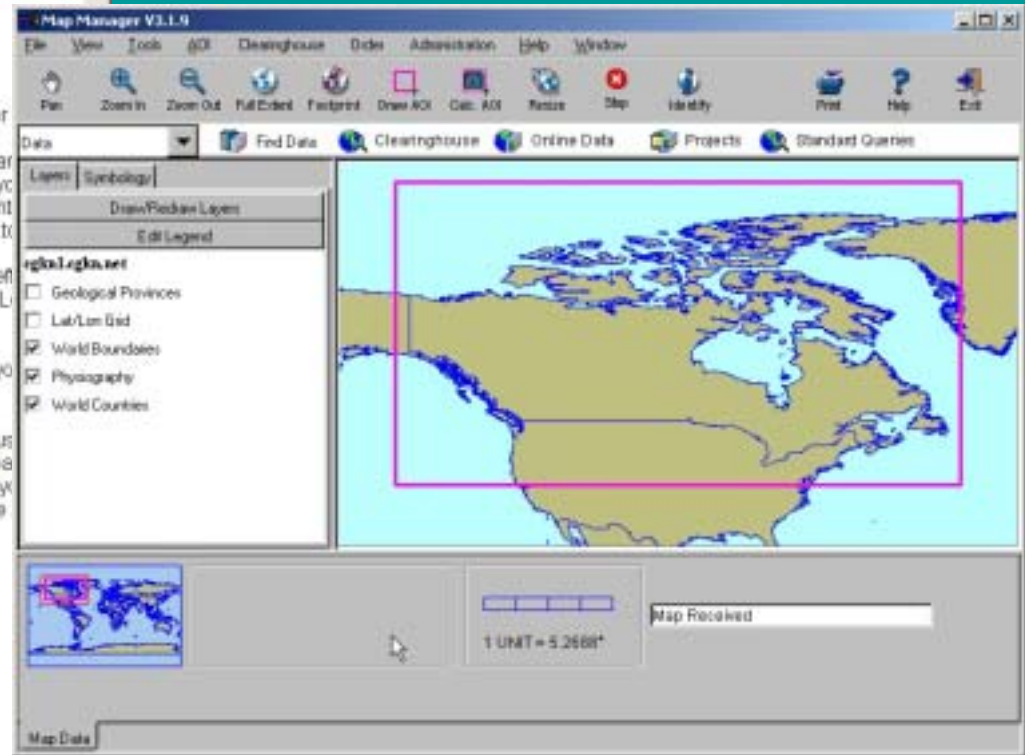 Map Manager V3.1.9
File View Tools AOI Clearinghouse Order Administration Help Window
Pan Zoom In Zoom Out Full Extent Footprint Draw AOI Calc. AOI Resize Stop Identify Print Help Exit
Data Find Data Clearinghouse Online Data Projects Standard Queries
Layers Symbology
Draw/Redraw Layers
Edit Legend
Geological Provinces
Lat/Lon Grid
World Boundaries
Physiography
World Countries
Map Received
1 UNIT = 5.2668°
Map Data